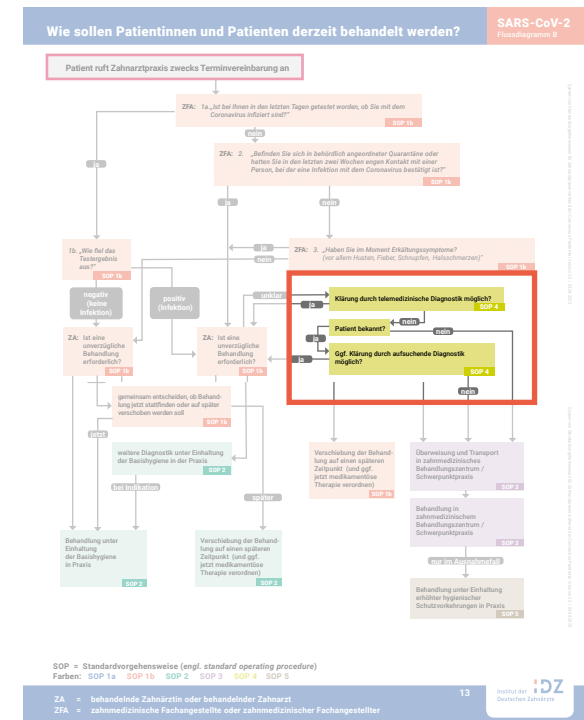 Wie sollen Patientinnen und Patienten derzeit behandelt werden?
SARS-CoV-2
Flussdiagramm B
Patient ruft Zahnarztpraxis zwecks Terminvereinbarung an
ZFA: 1a. „Ist bei Ihnen in den letzten Tagen getestet worden, ob Sie mit dem
Coronavirus infiziert sind?"
SOP 1b
nein
ZFA: 2. „Befinden Sie sich in behördlich angeordneter Quarantäne oder
hatten Sie in den letzten zwei Wochen engen Kontakt mit einer
Person, bei der eine Infektion mit dem Coronavirus bestätigt ist?"
SOP 1b
ja
ja
nein
1b. „Wie fiel das
Testergebnis
aus?"
SOP 1b
ja
nein
ZFA: 3. „Haben Sie im Moment Erkältungssymptome?
(vor allem Husten, Fieber, Schnupfen, Halsschmerzen)"
SOP 1b
negativ
(keine
Infektion)
positiv
(Infektion)
unklar
ja
Klärung durch telemedizinische Diagnostik möglich?
SOP 4
nein
Patient bekannt?
nein
ja
ZA: Ist eine
unverzügliche
Behandlung
erforderlich?
SOP 1b
ZA: Ist eine
unverzügliche
Behandlung
erforderlich?
SOP 1b
ja
Ggf. Klärung durch aufsuchende Diagnostik
möglich?
SOP 4
nein
gemeinsam entscheiden, ob Behand-
lung jetzt stattfinden oder auf später
verschoben werden soll
SOP 1b
jetzt
weitere Diagnostik unter Einhaltung
der Basishygiene in der Praxis
SOP 2
bei Indikation
später
Verschiebung der Behand-
lung auf einen späteren
Zeitpunkt (und ggf.
jetzt medikamentöse
Therapie verordnen)
SOP 1b
Überweisung und Transport
in zahnmedizinisches
Behandlungszentrum /
Schwerpunktpraxis
SOP 3
Behandlung in
zahnmedizinischem
Behandlungszentrum /
Schwerpunktpraxis
SOP 3
nur im Ausnahmefall
Behandlung unter
Einhaltung
der Basishygiene
in Praxis
SOP 2
Verschiebung der Behand-
lung auf einen späteren
Zeitpunkt (und ggf.
jetzt medikamentöse
Therapie verordnen)
SOP 2
Behandlung unter Einhaltung
erhöhter hygienischer
Schutzvorkehrungen in Praxis
SOP 5
SOP = Standardvorgehensweise (engl. standard operating procedure)
Farben: SOP 1a SOP 1b SOP 2 SOP 3 SOP 4 SOP 5
ZA = behandelnde Zahnärztin oder behandelnder Zahnarzt
ZFA = zahnmedizinische Fachangestellte oder zahnmedizinischer Fachangestellter
13
Institut der
Deutschen Zahnärzte
IDZ